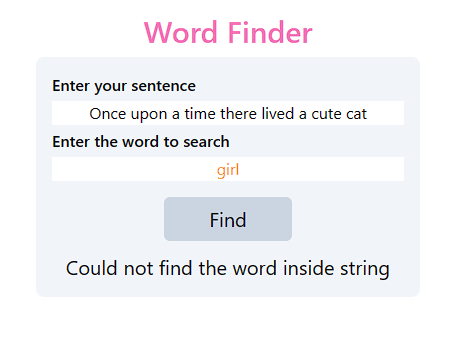 Word Finder
Enter your sentence
Once upon a time there lived a cute cat
Enter the word to search
girl
Find
Could not find the word inside string